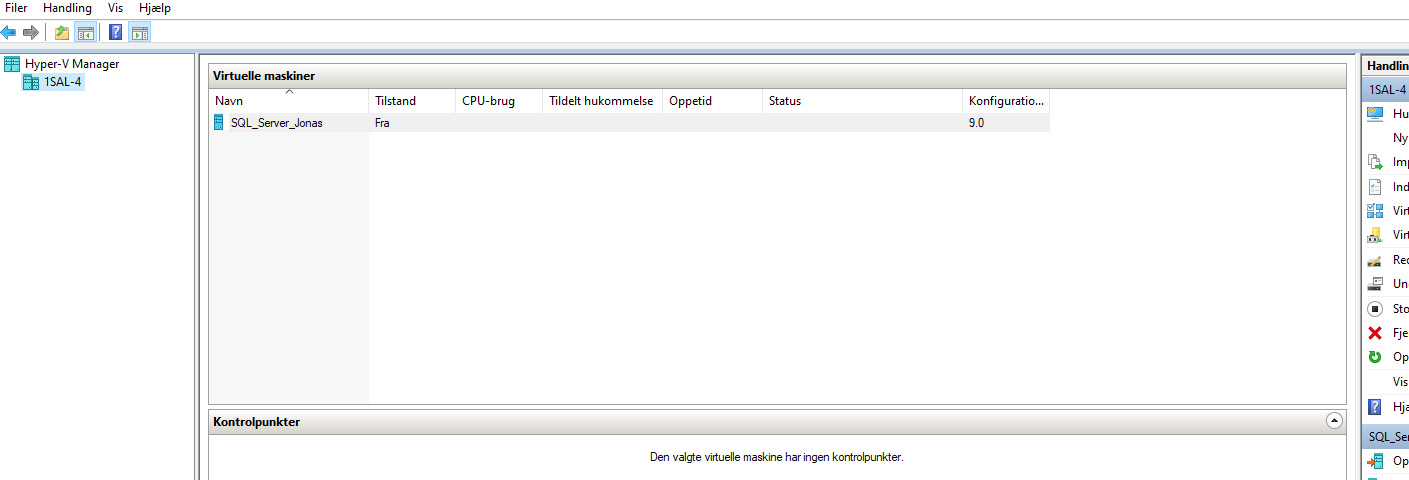 Filer Handling Vis Hjælp
Hyper-V Manager
1SAL-4
Virtuelle maskiner
Navn Tilstand CPU-brug Tildelt hukommelse Oppetid Status Konfiguratio...
SQL_Server_Jonas Fra 9.0
Kontrolpunkter
Den valgte virtuelle maskine har ingen kontrolpunkter.
Handlin
1SAL-4
Hu
Ny
Imp
Ind
Virt
Virt
Red
Un
Sto
Fje
Op
Vis
Hja
SQL_Ser
Op